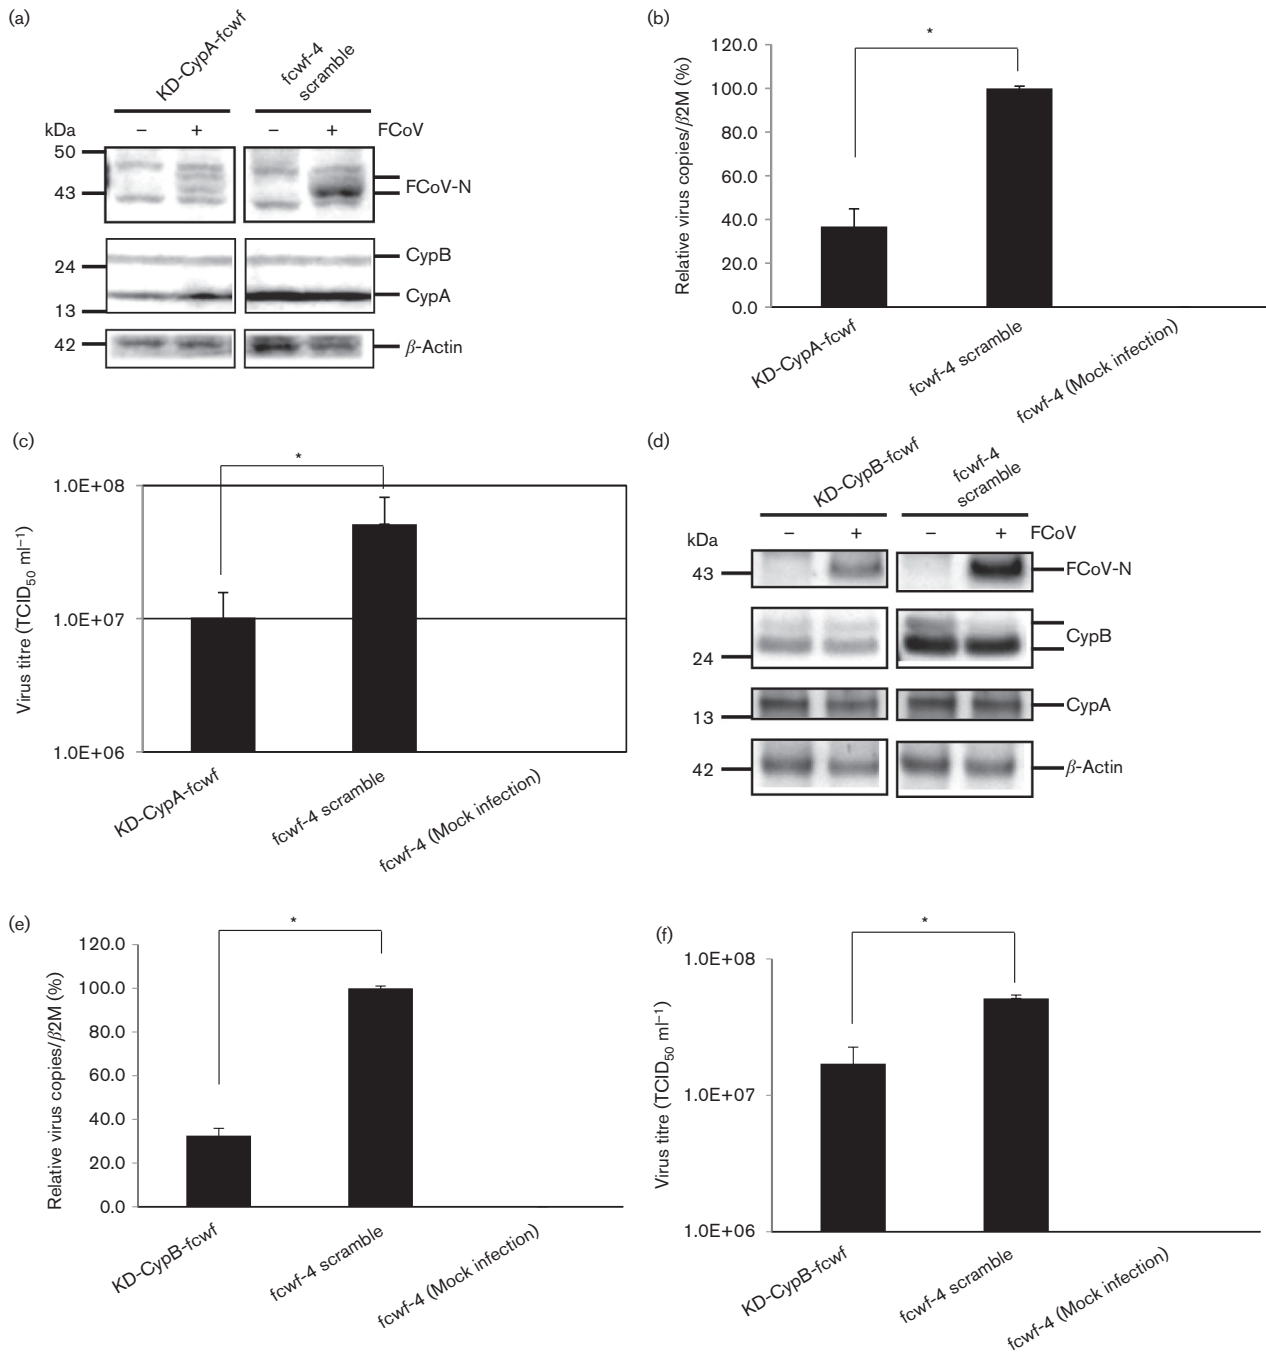 (a)
KD-CypA-fcwf
fcwf-4
scramble
kDa
– + – + FCoV
50
43
FCoV-N
24
13
CypB
CypA
42
β-Actin
(b)
*
Relative virus copies/β2M (%)
120.0
100.0
80.0
60.0
40.0
20.0
0.0
KD-CypA-fcwf
fcwf-4 scramble
fcwf-4 (Mock infection)
(c)
*
Virus titre (TCID50 ml–1)
1.0E+08
1.0E+07
1.0E+06
KD-CypA-fcwf
fcwf-4 scramble
fcwf-4 (Mock infection)
(d)
KD-CypB-fcwf
fcwf-4
scramble
kDa
– + – + FCoV
43
FCoV-N
24
CypB
13
CypA
42
β-Actin
(e)
*
Relative virus copies/β2M (%)
120.0
100.0
80.0
60.0
40.0
20.0
0.0
KD-CypB-fcwf
fcwf-4 scramble
fcwf-4 (Mock infection)
(f)
*
Virus titre (TCID50 ml–1)
1.0E+08
1.0E+07
1.0E+06
KD-CypB-fcwf
fcwf-4 scramble
fcwf-4 (Mock infection)